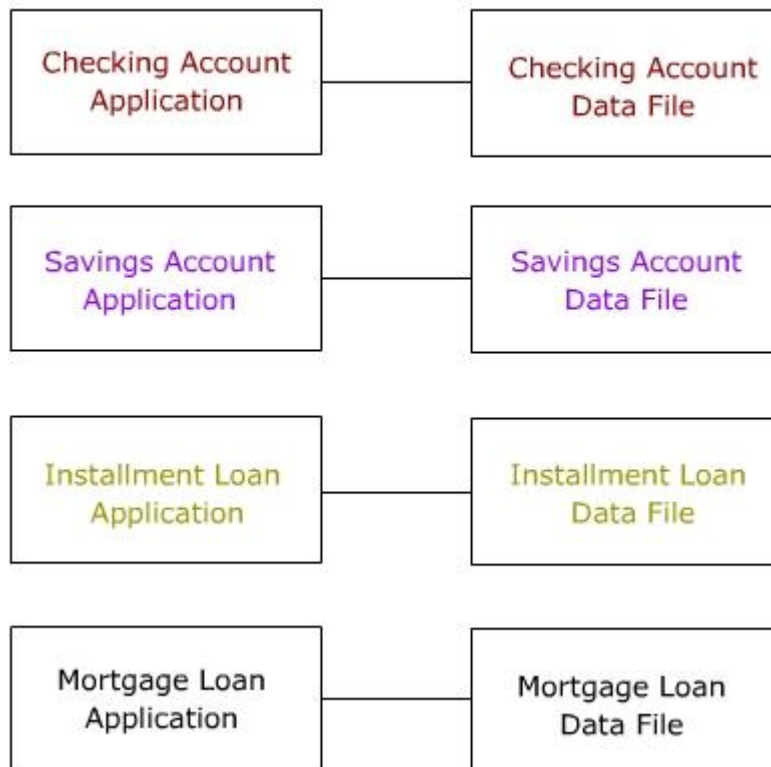 Checking Account
Application
Checking Account
Data File
Savings Account
Application
Savings Account
Data File
Installment Loan
Application
Installment Loan
Data File
Mortgage Loan
Application
Mortgage Loan
Data File